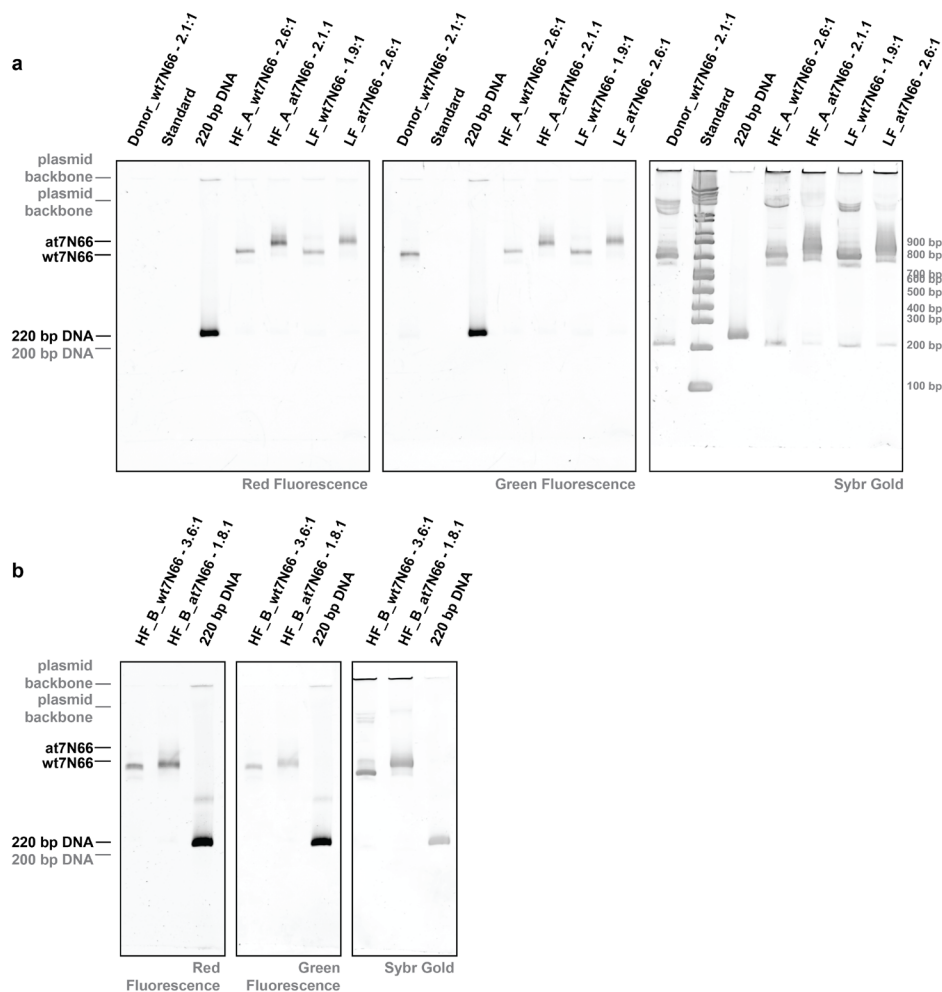 a
Donor_wt7N66 - 2.1:1
Standard
220 bp DNA
HF_A_wt7N66 - 2.6:1
HF_A_at7N66 - 2.1.1
LF_wt7N66 - 1.9:1
LF_at7N66 - 2.6:1
Donor_wt7N66 - 2.1:1
Standard
220 bp DNA
HF_A_wt7N66 - 2.6:1
HF_A_at7N66 - 2.1.1
LF_wt7N66 - 1.9:1
LF_at7N66 - 2.6:1
Donor_wt7N66 - 2.1:1
Standard
220 bp DNA
HF_A_wt7N66 - 2.6:1
HF_A_at7N66 - 2.1.1
LF_wt7N66 - 1.9:1
LF_at7N66 - 2.6:1
plasmid
backbone
plasmid
backbone
at7N66
wt7N66
220 bp DNA
200 bp DNA
900 bp
800 bp
700 bp
600 bp
500 bp
400 bp
300 bp
200 bp
100 bp
Red Fluorescence
Green Fluorescence
Sybr Gold
b
HF_B_wt7N66 - 3.6:1
HF_B_at7N66 - 1.8.1
220 bp DNA
HF_B_wt7N66 - 3.6:1
HF_B_at7N66 - 1.8.1
220 bp DNA
HF_B_wt7N66 - 3.6:1
HF_B_at7N66 - 1.8.1
220 bp DNA
plasmid
backbone
plasmid
backbone
at7N66
wt7N66
220 bp DNA
200 bp DNA
Red
Fluorescence
Green
Fluorescence
Sybr Gold